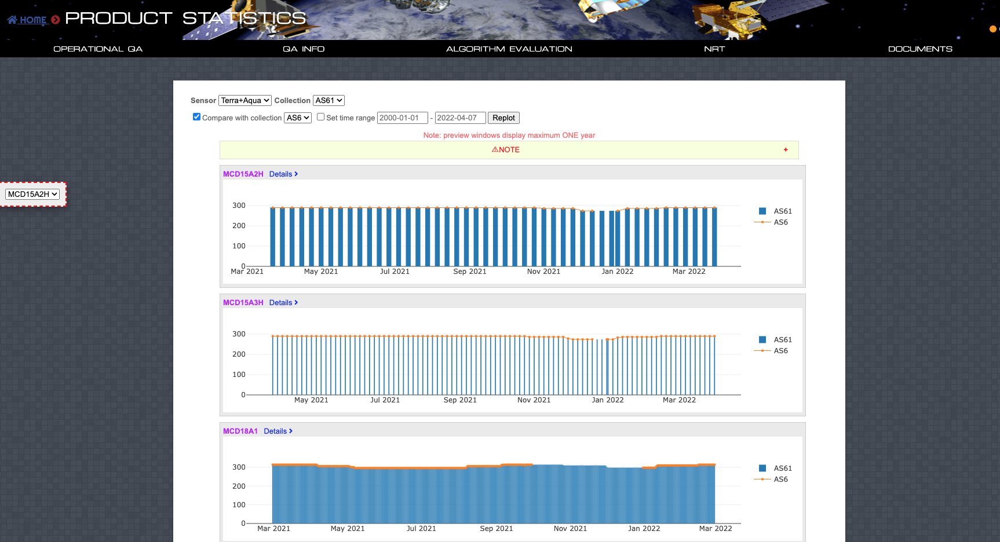 HOME PRODUCT STATISTICS
OPERATIONAL QA QA INFO ALGORITHM EVALUATION NRT DOCUMENTS
Sensor Terra+Aqua Collection AS61
Compare with collection AS6 Set time range 2000-01-01 - 2022-04-07 Replot
Note: preview windows display maximum ONE year
⚠NOTE +
MCD15A2H
MCD15A2H Details
300
200
100
0
Mar 2021 May 2021 Jul 2021 Sep 2021 Nov 2021 Jan 2022 Mar 2022
AS61
AS6
MCD15A3H Details
300
200
100
0
May 2021 Jul 2021 Sep 2021 Nov 2021 Jan 2022 Mar 2022
AS61
AS6
MCD18A1 Details
300
200
100
0
Mar 2021 May 2021 Jul 2021 Sep 2021 Nov 2021 Jan 2022 Mar 2022
AS61
AS6